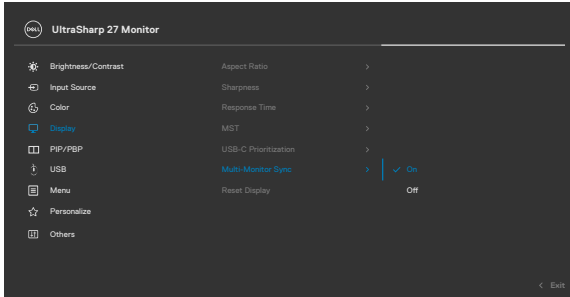 DELL UltraSharp 27 Monitor
Brightness/Contrast Aspect Ratio >
Input Source Sharpness >
Color Response Time >
Display MST >
PIP/PBP USB-C Prioritization >
USB Multi-Monitor Sync > ✓ On
Menu Reset Display Off
Personalize
Others
< Exit